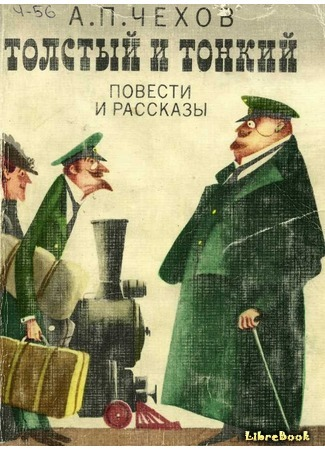 Ч-56
А.П.ЧЕХОВ
ТОЛСТЫЙ И ТОНКИЙ
ПОВЕСТИ
И РАССКАЗЫ
LibreBook